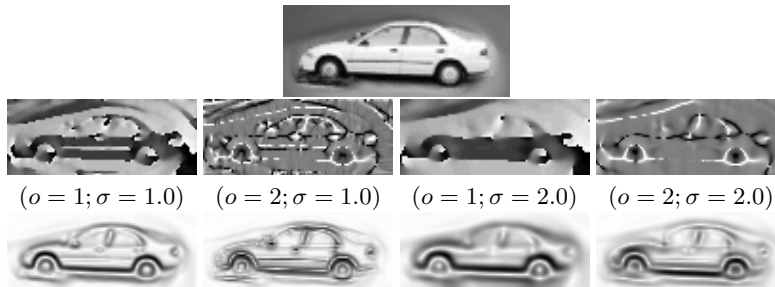 (o = 1; σ = 1.0) (o = 2; σ = 1.0) (o = 1; σ = 2.0) (o = 2; σ = 2.0)